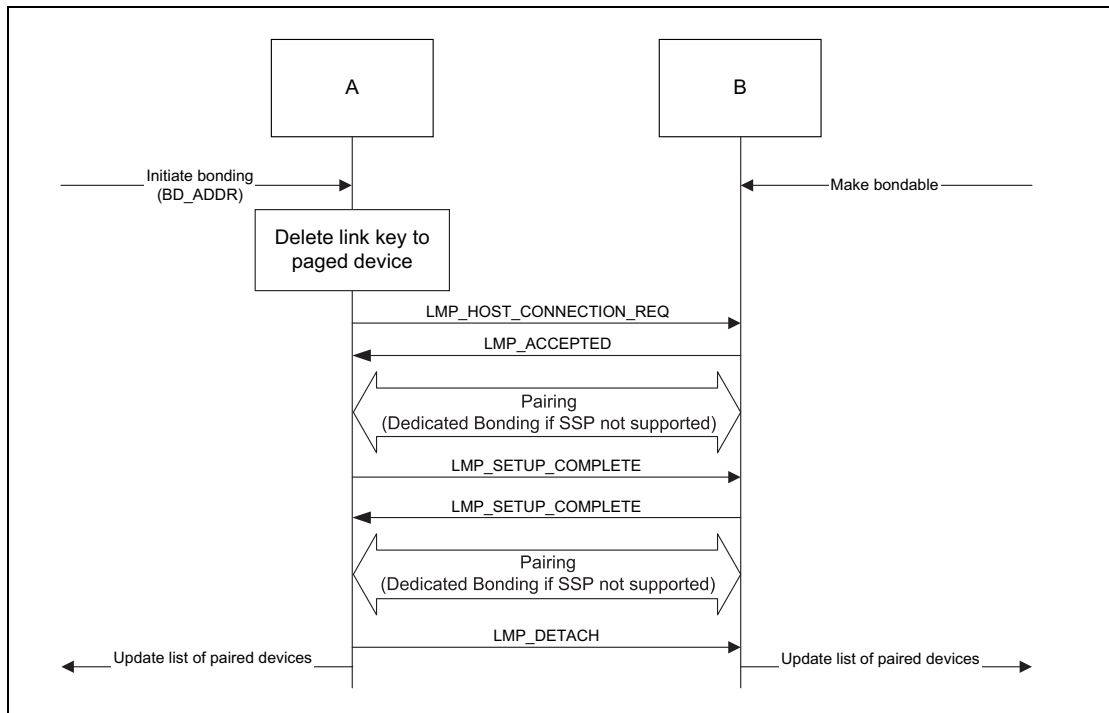 A
B
Initiate bonding
(BD_ADDR)
Make bondable
Delete link key to
paged device
LMP_HOST_CONNECTION_REQ
LMP_ACCEPTED
Pairing
(Dedicated Bonding if SSP not supported)
LMP_SETUP_COMPLETE
LMP_SETUP_COMPLETE
Pairing
(Dedicated Bonding if SSP not supported)
LMP_DETACH
Update list of paired devices
Update list of paired devices